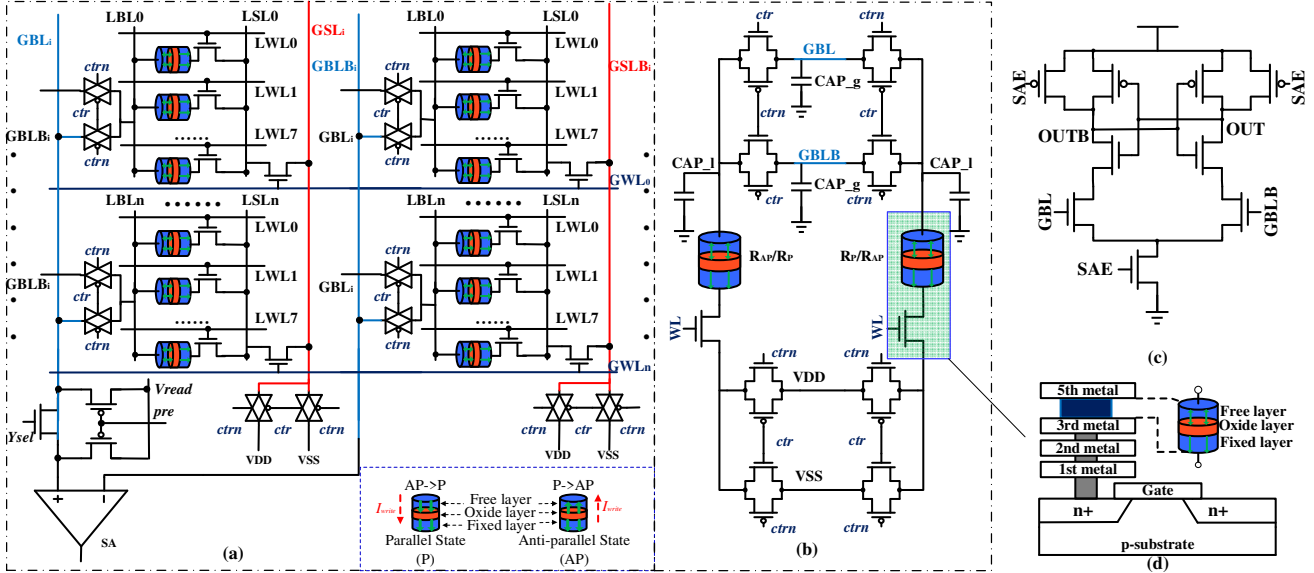 LBL0 LSL0 LBL0 LSL0
GBLi GSLi GBLBi GSLBi
LWL0 LWL0
ctrn ctrn
LWL1 LWL1
ctr ctr
GBLBi ...... LWL7 GBLi ...... LWL7
ctrn ctrn
GWL0
LBLn LSLn LBLn LSLn
LWL0 LWL0
ctrn ctrn
LWL1 LWL1
GBLBi ctr GBLi ctr
...... LWL7 ...... LWL7
ctrn ctrn
GWLn
Vread
pre
Ysel
ctrn ctr ctrn ctrn ctr ctrn
VDD VSS VDD VSS
+ -
SA
AP->P P->AP
Iwrite Free layer Iwrite
Oxide layer
Fixed layer
Parallel State Anti-parallel State
(P) (AP)
(a)
ctr ctrn
GBL
CAP_g
ctrn ctr
GBLB
CAP_l CAP_g CAP_l
ctr ctrn
RAP/RP RP/RAP
WL WL
ctrn ctrn
VDD
ctr ctr
VSS
ctrn ctrn
(b)
SAE SAE
OUTB OUT
GBL GBLB
SAE
(c)
5th metal
Free layer
3rd metal Oxide layer
2nd metal Fixed layer
1st metal
Gate
n+ n+
p-substrate
(d)